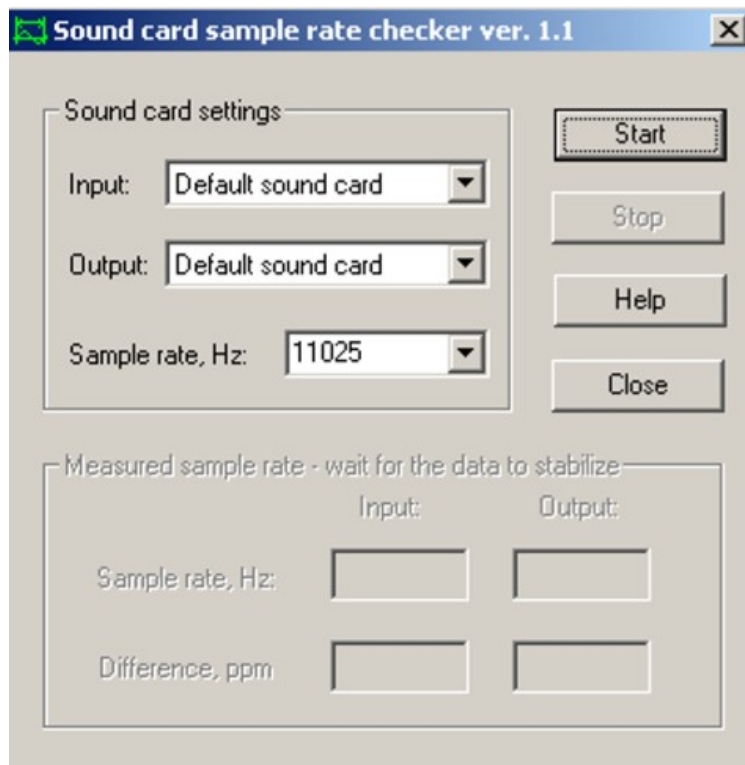 Sound card sample rate checker ver. 1.1
Sound card settings
Input: Default sound card
Output: Default sound card
Sample rate, Hz: 11025
Start
Stop
Help
Close
Measured sample rate - wait for the data to stabilize
Input: Output:
Sample rate, Hz:
Difference, ppm